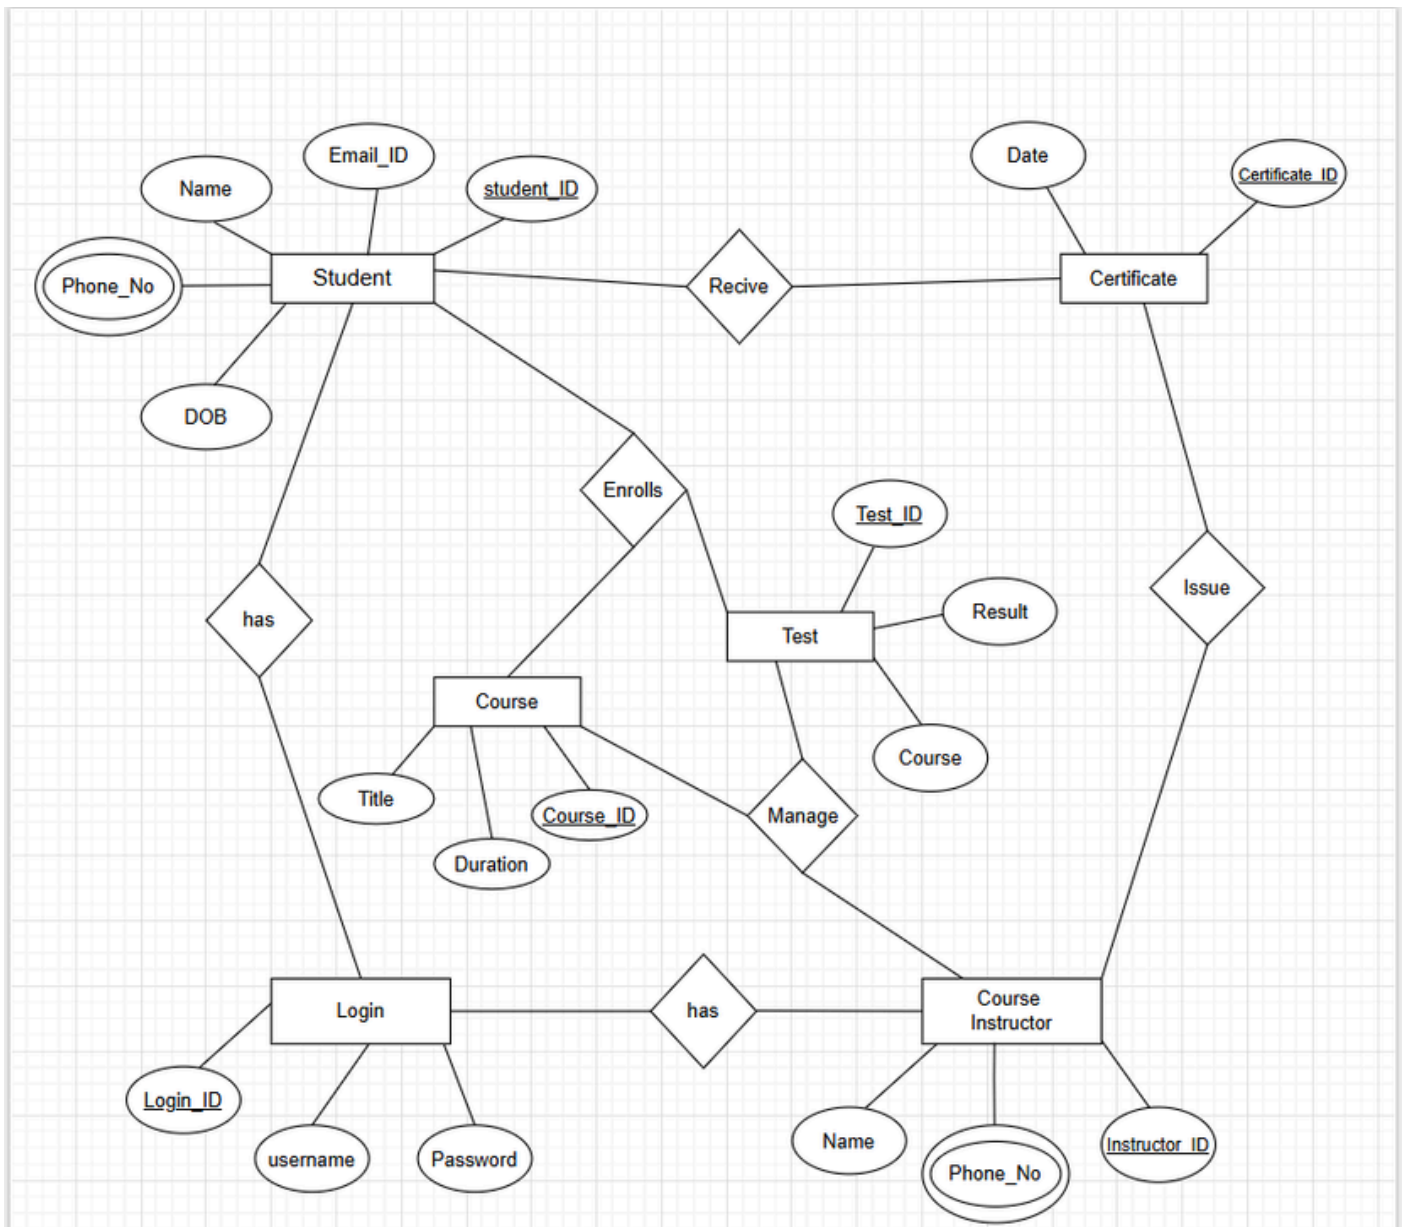 Email_ID
Date
Name
student_ID
Certificate_ID
Phone_No
Student
Recive
Certificate
DOB
Enrolls
Test_ID
Issue
has
Test
Result
Course
Course
Title
Course_ID
Manage
Duration
Login
has
Course
Instructor
Login_ID
username
Password
Name
Phone_No
Instructor_ID